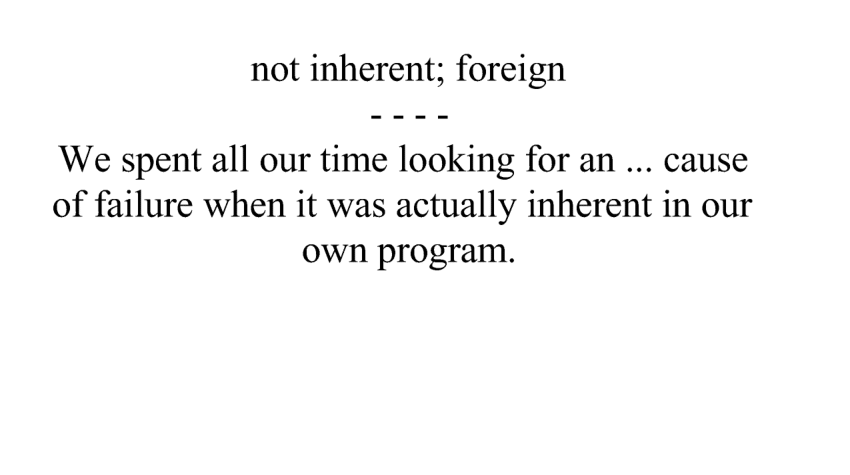 not inherent; foreign
- - - -
We spent all our time looking for an ... cause
of failure when it was actually inherent in our
own program.